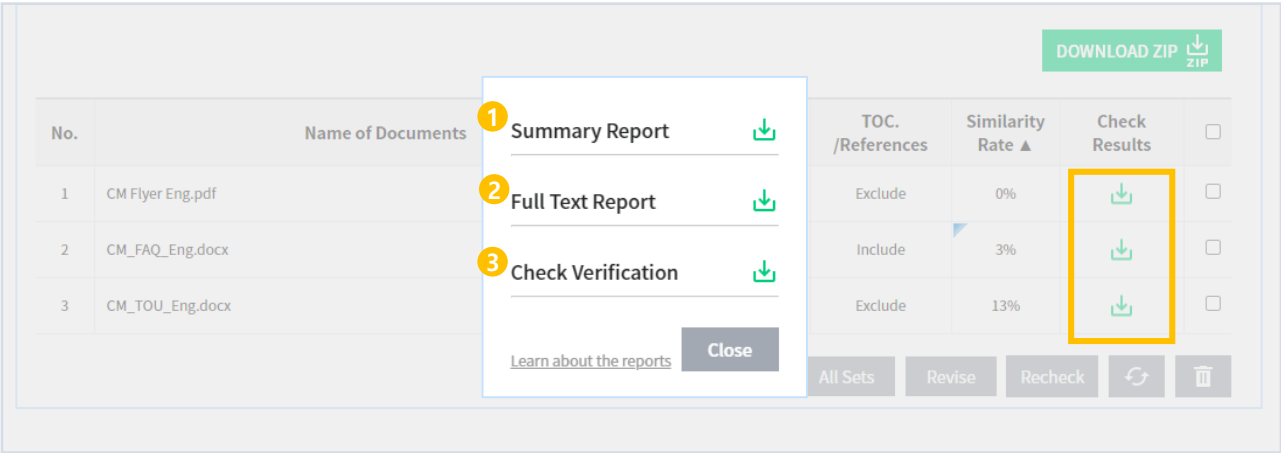 DOWNLOAD ZIP ZIP
No. Name of Documents TOC. /References Similarity Rate ▲ Check Results
1 Summary Report
2 Full Text Report
3 Check Verification
Learn about the reports Close
1 CM Flyer Eng.pdf Exclude 0%
2 CM_FAQ_Eng.docx Include 3%
3 CM_TOU_Eng.docx Exclude 13%
All Sets Revise Recheck